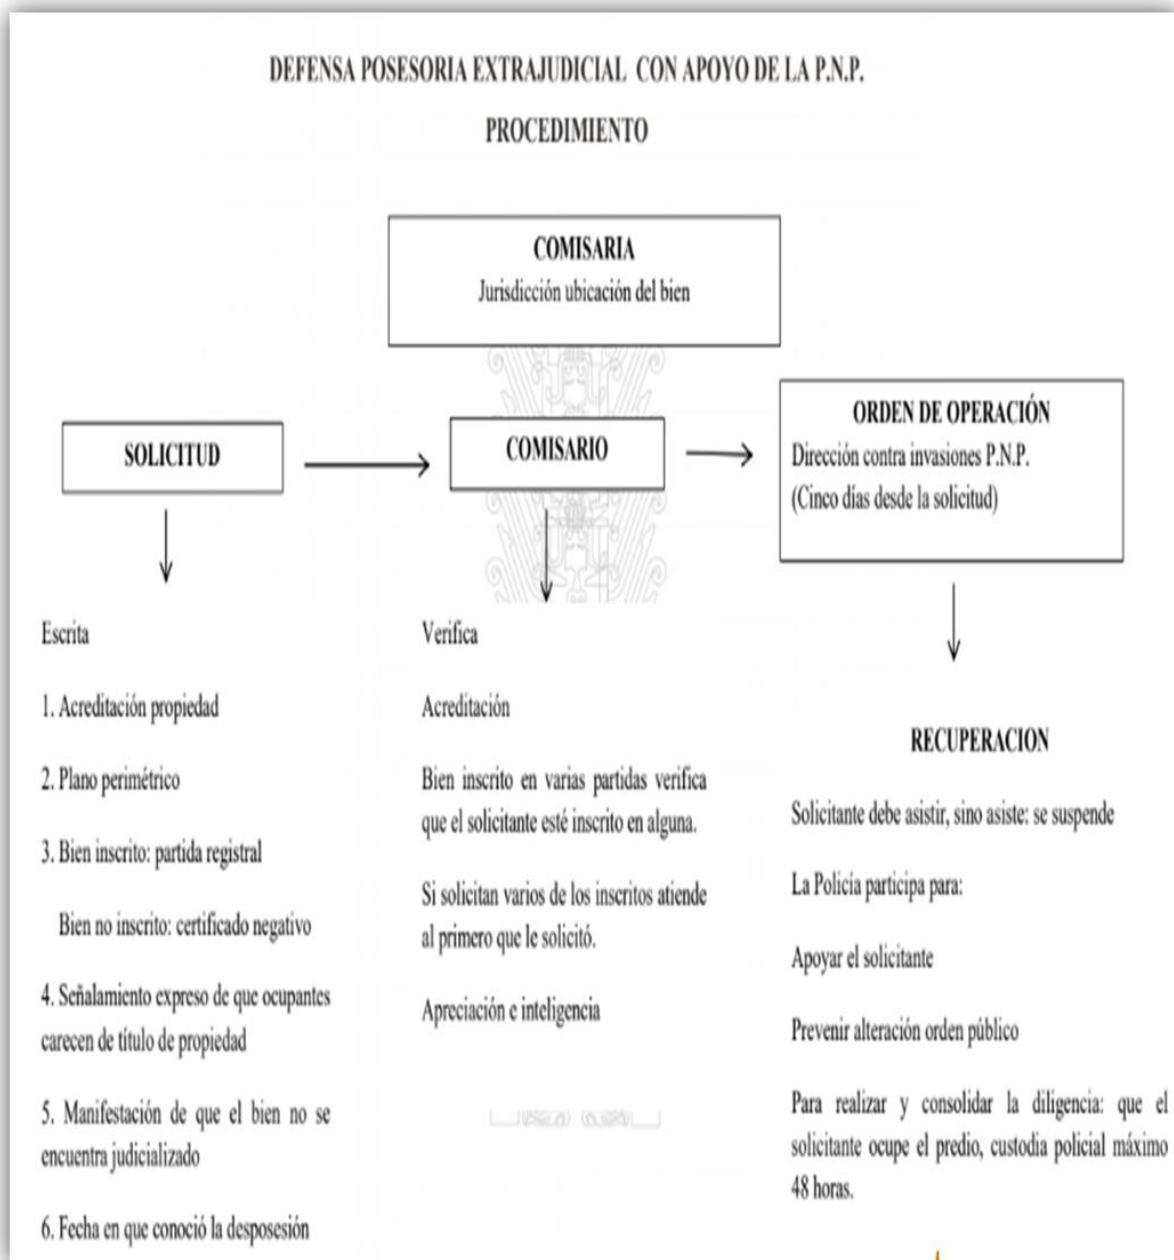 DEFENSA POSESORIA EXTRAJUDICIAL CON APOYO DE LA P.N.P.
PROCEDIMIENTO
COMISARIA
Jurisdicción ubicación del bien
SOLICITUD
COMISARIO
ORDEN DE OPERACIÓN
Dirección contra invasiones P.N.P.
(Cinco días desde la solicitud)
Escrita
1. Acreditación propiedad
2. Plano perimétrico
3. Bien inscrito: partida registral
Bien no inscrito: certificado negativo
4. Señalamiento expreso de que ocupantes
carecen de título de propiedad
5. Manifestación de que el bien no se
encuentra judicializado
6. Fecha en que conoció la desposesión
Verifica
Acreditación
Bien inscrito en varias partidas verifica
que el solicitante esté inscrito en alguna.
Si solicitan varios de los inscritos atiende
al primero que le solicitó.
Apreciación e inteligencia
RECUPERACION
Solicitante debe asistir, sino asiste: se suspende
La Policía participa para:
Apoyar el solicitante
Prevenir alteración orden público
Para realizar y consolidar la diligencia: que el
solicitante ocupe el predio, custodia policial máximo
48 horas.